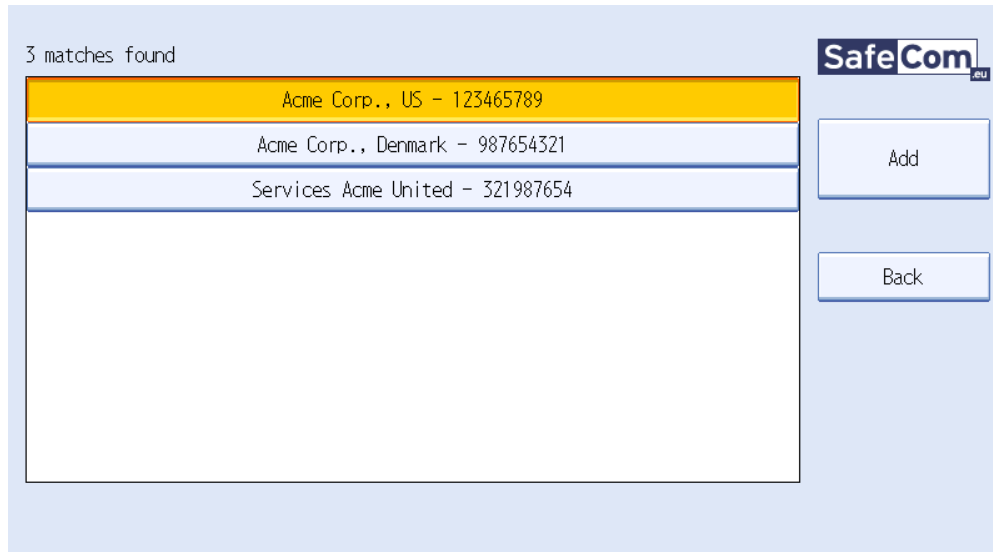 3 matches found
SafeCom
.eu
Acme Corp., US - 123465789
Acme Corp., Denmark - 987654321
Services Acme United - 321987654
Add
Back